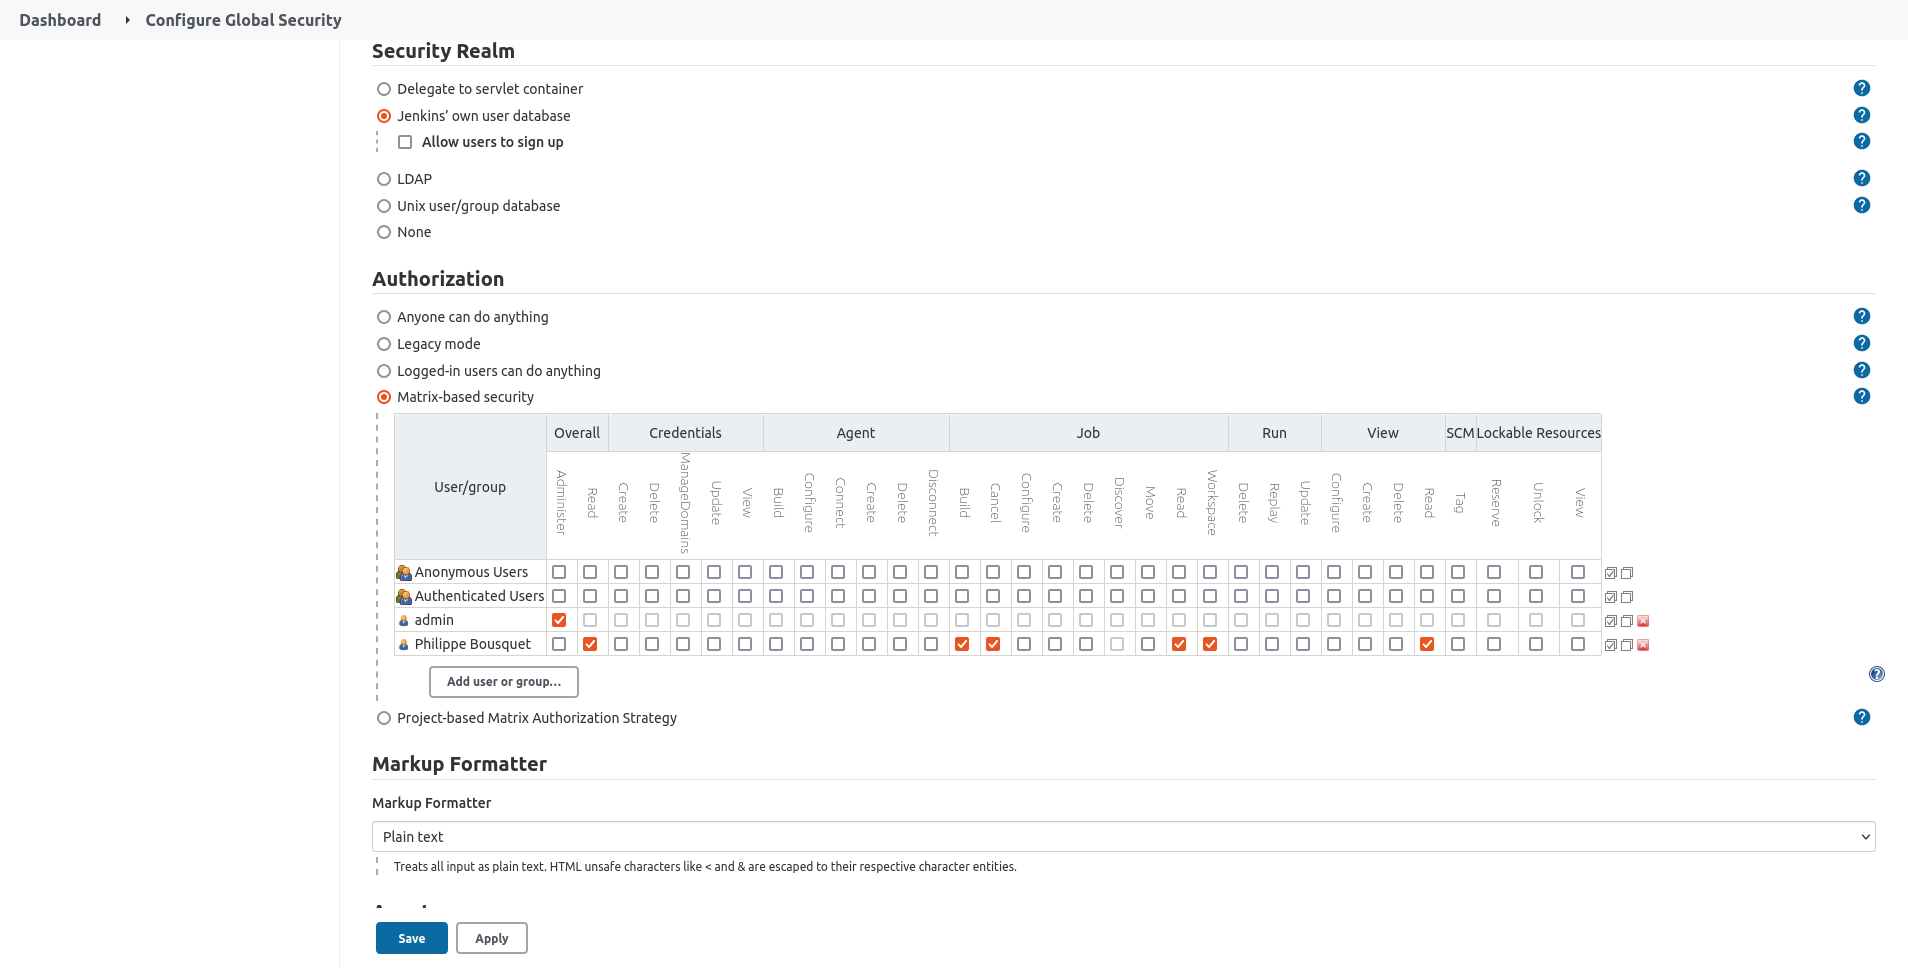 Dashboard Configure Global Security
Security Realm
Delegate to servlet container
Jenkins’ own user database
Allow users to sign up
LDAP
Unix user/group database
None
Authorization
Anyone can do anything
Legacy mode
Logged-in users can do anything
Matrix-based security
User/group Overall Credentials Agent Job Run View SCM Lockable Resources
Administer Read Create Delete ManageDomains Update View Build Configure Connect Create Delete Disconnect Build Cancel Configure Create Delete Discover Move Read Workspace Delete Replay Update Configure Create Delete Read Tag Reserve Unlock View
Anonymous Users
Authenticated Users
admin
Philippe Bousquet
Add user or group...
Project-based Matrix Authorization Strategy
Markup Formatter
Markup Formatter
Plain text
Treats all input as plain text. HTML unsafe characters like < and & are escaped to their respective character entities.
Save Apply